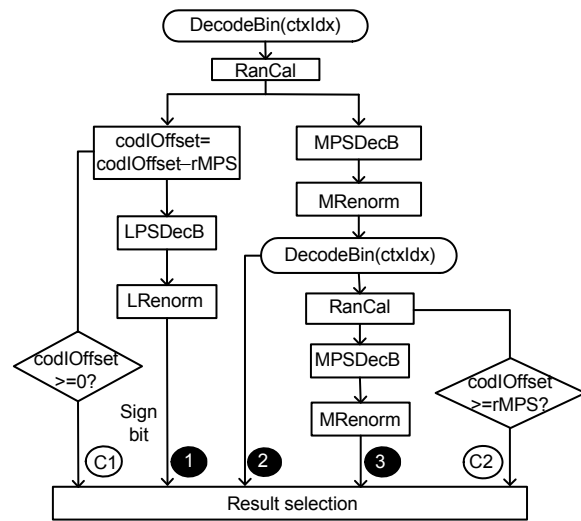 DecodeBin(ctxIdx)
RanCal
codIOffset=
codIOffset−rMPS
MPSDecB
MRenorm
LPSDecB
DecodeBin(ctxIdx)
LRenorm
RanCal
codIOffset
>=0?
MPSDecB
codIOffset
>=rMPS?
Sign
bit
MRenorm
C1
1
2
3
C2
Result selection